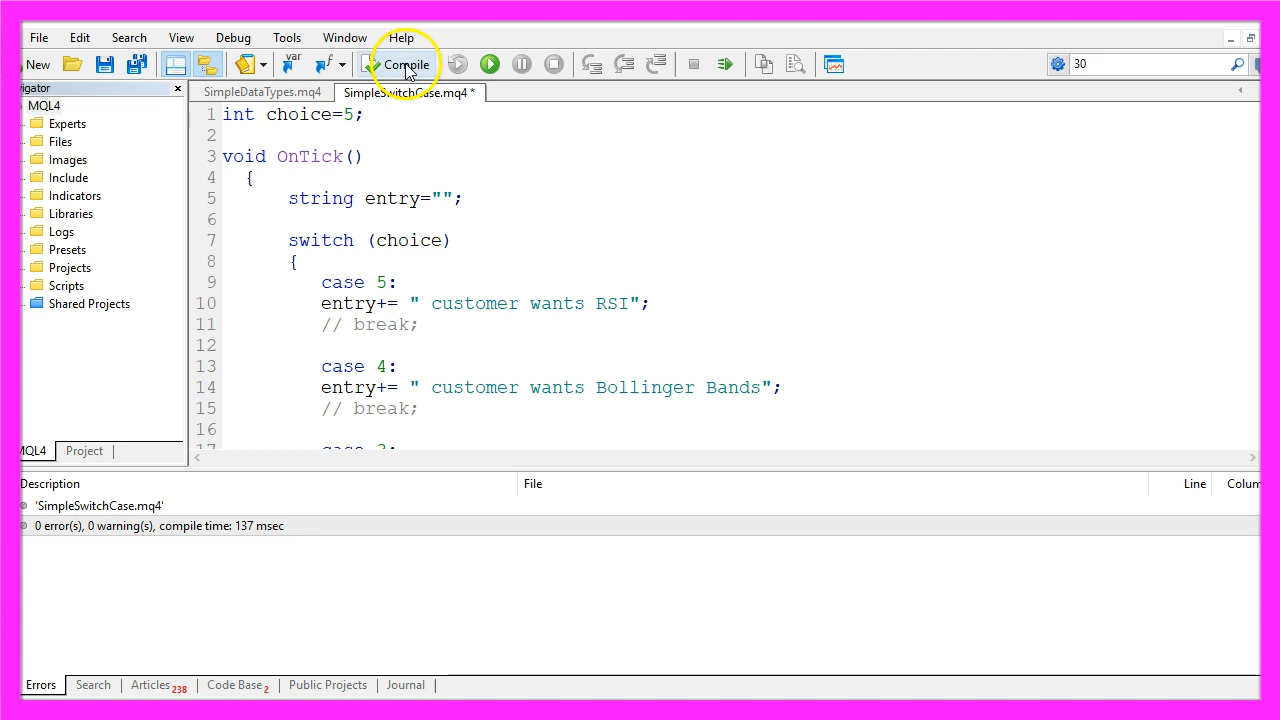 File Edit Search View Debug Tools Window Help
New var f Compile 30
avigator × SimpleDataTypes.mq4 SimpleSwitchCase.mq4 *
MQL4
Experts
Files
Images
Include
Indicators
Libraries
Logs
Presets
Projects
Scripts
Shared Projects
MQL4 Project
1 int choice=5;
2
3 void OnTick()
4 {
5 string entry="";
6
7 switch (choice)
8 {
9 case 5:
10 entry+= " customer wants RSI";
11 // break;
12
13 case 4:
14 entry+= " customer wants Bollinger Bands";
15 // break;
16
17 case 3:
Description File Line Colum
'SimpleSwitchCase.mq4'
0 error(s), 0 warning(s), compile time: 137 msec
Errors Search Articles 238 Code Base 2 Public Projects Journal